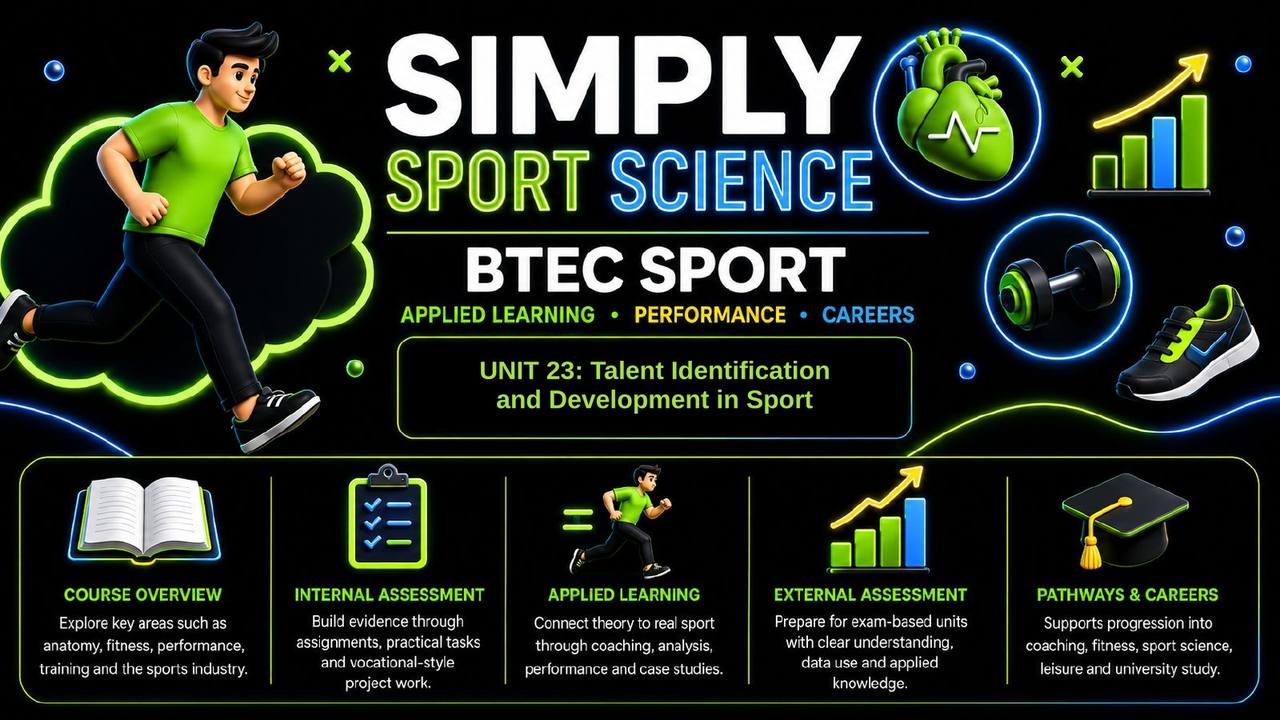 SIMPLY
SPORT SCIENCE
BTEC SPORT
APPLIED LEARNING • PERFORMANCE • CAREERS
UNIT 23: Talent Identification
and Development in Sport
COURSE OVERVIEW
Explore key areas such as
anatomy, fitness, performance,
training and the sports industry.
INTERNAL ASSESSMENT
Build evidence through
assignments, practical tasks
and vocational-style
project work.
APPLIED LEARNING
Connect theory to real sport
through coaching, analysis,
performance and case studies.
EXTERNAL ASSESSMENT
Prepare for exam-based units
with clear understanding,
data use and applied
knowledge.
PATHWAYS & CAREERS
Supports progression into
coaching, fitness, sport science,
leisure and university study.